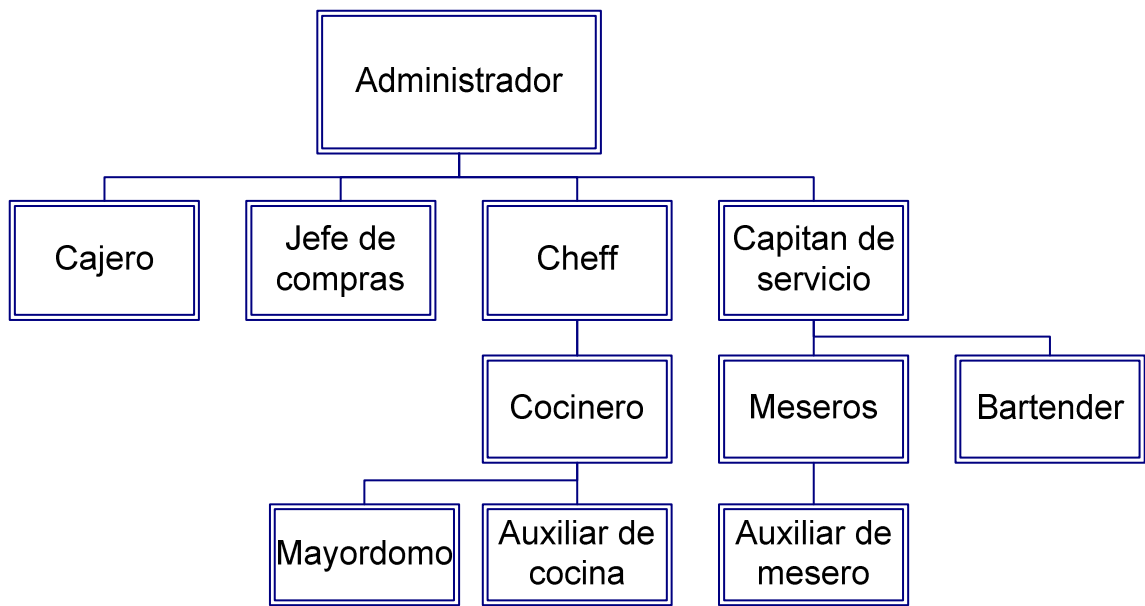 Administrador
Cajero
Jefe de
compras
Cheff
Capitan de
servicio
Cocinero
Meseros
Bartender
Mayordomo
Auxiliar de
cocina
Auxiliar de
mesero